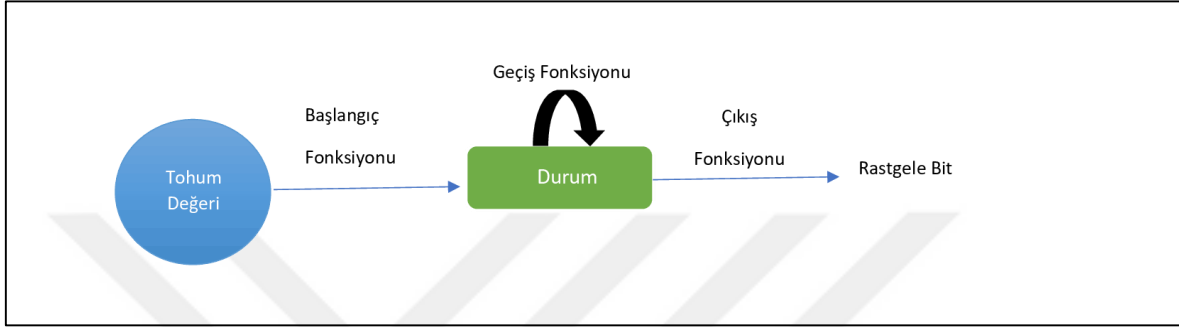 Geçiş Fonksiyonu
Başlangıç
Fonksiyonu
Çıkış
Fonksiyonu
Tohum
Değeri
Durum
Rastgele Bit